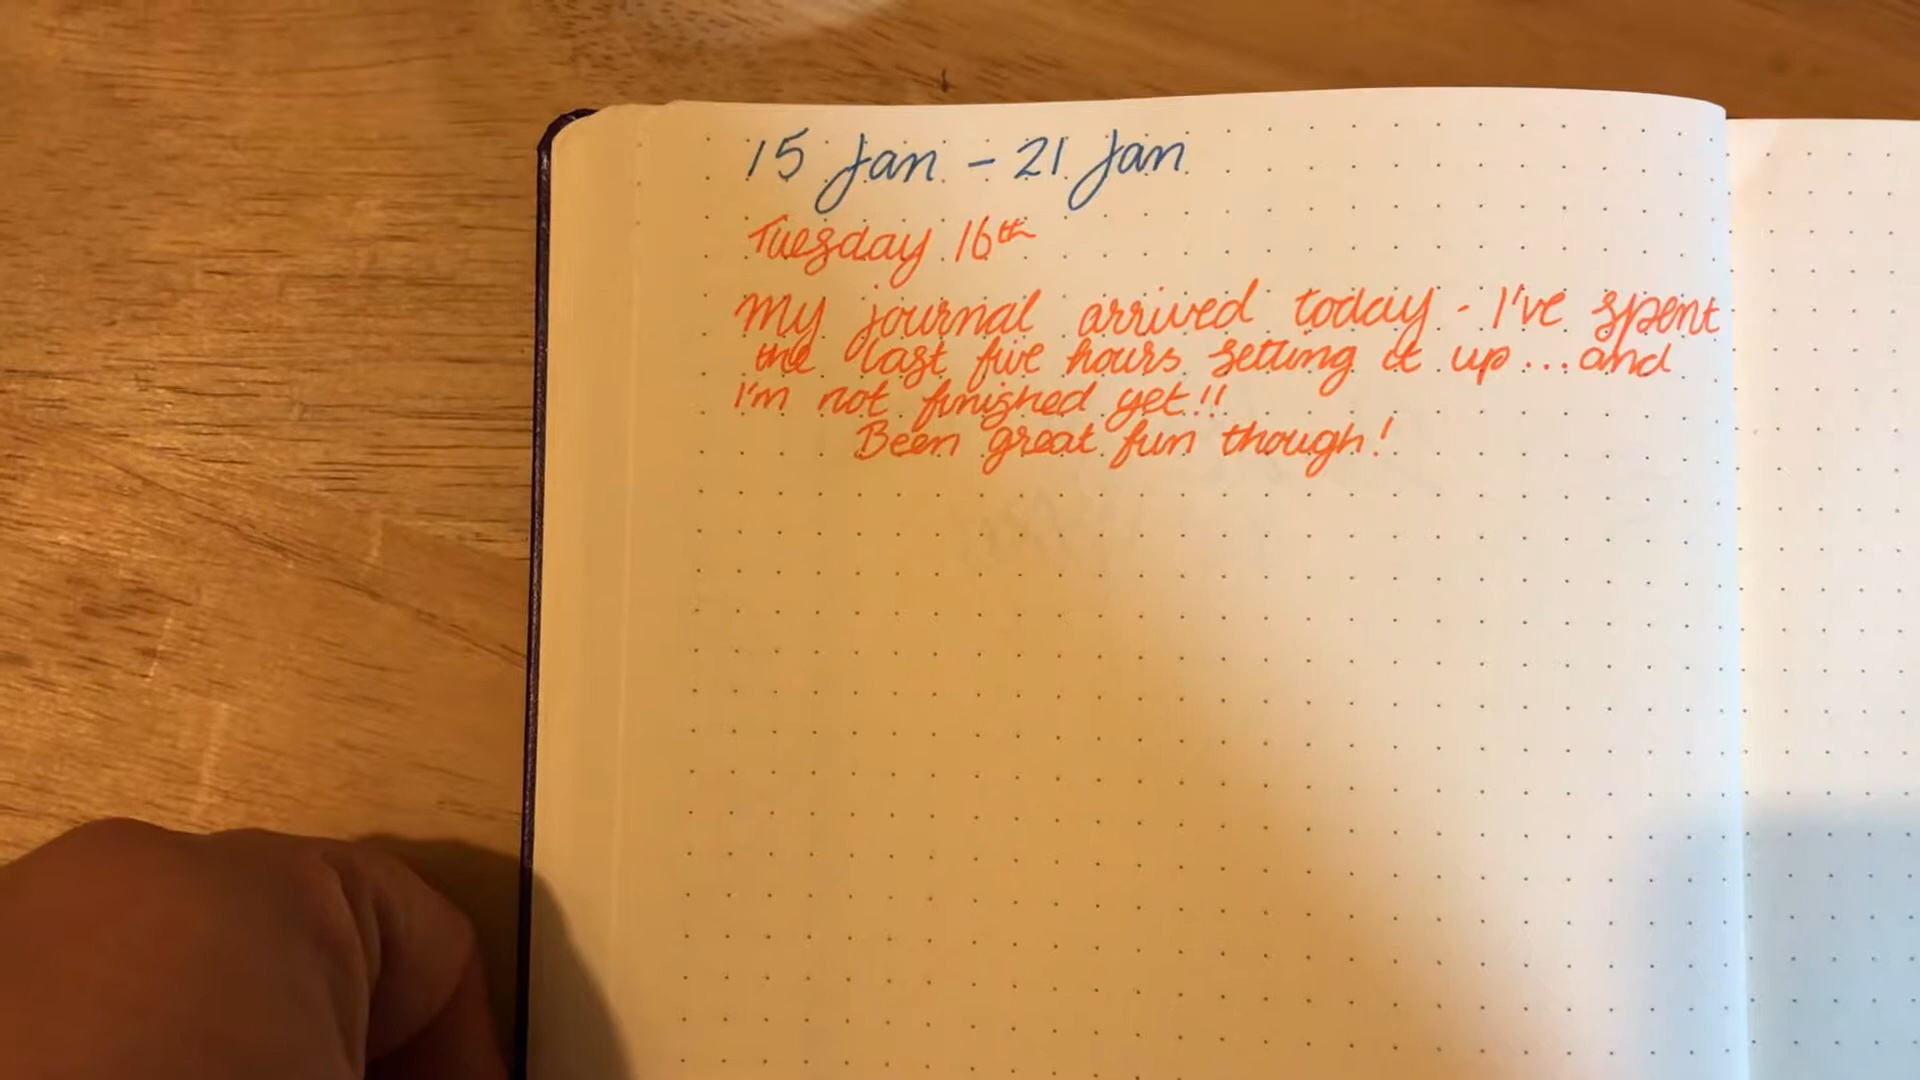 15 Jan - 21 Jan
Tuesday 16th
My journal arrived today - I've spent
the last five hours setting it up...and
I'm not finished yet!!
Been great fun though!